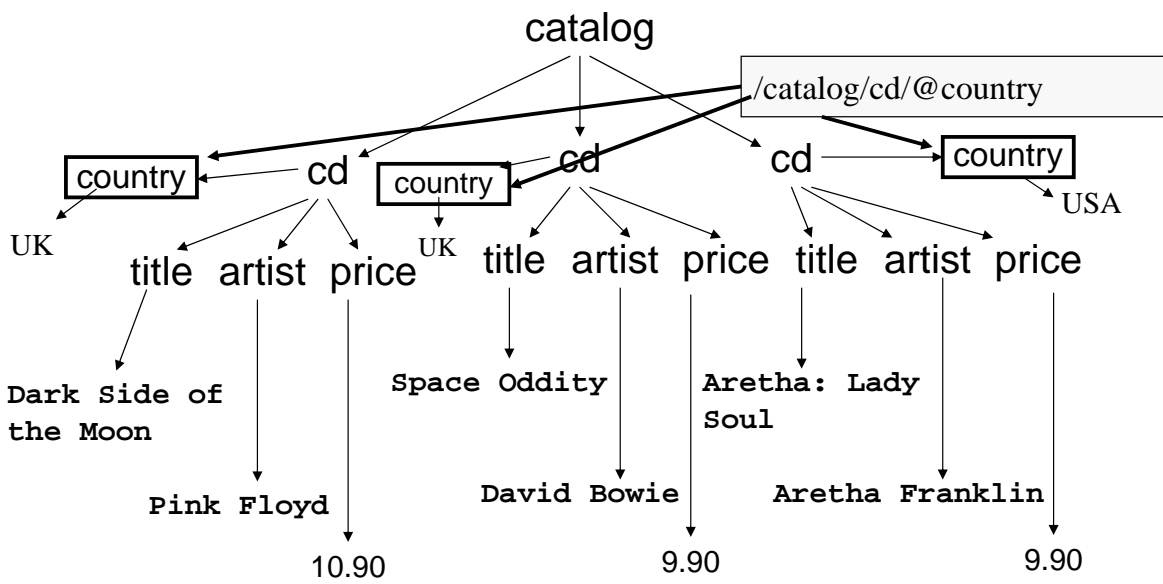 catalog
/catalog/cd/@country
country
cd
country
cd
cd
country
UK
UK
USA
title artist price
title artist price
title artist price
Dark Side of
the Moon
Space Oddity
Aretha: Lady
Soul
Pink Floyd
David Bowie
Aretha Franklin
10.90
9.90
9.90